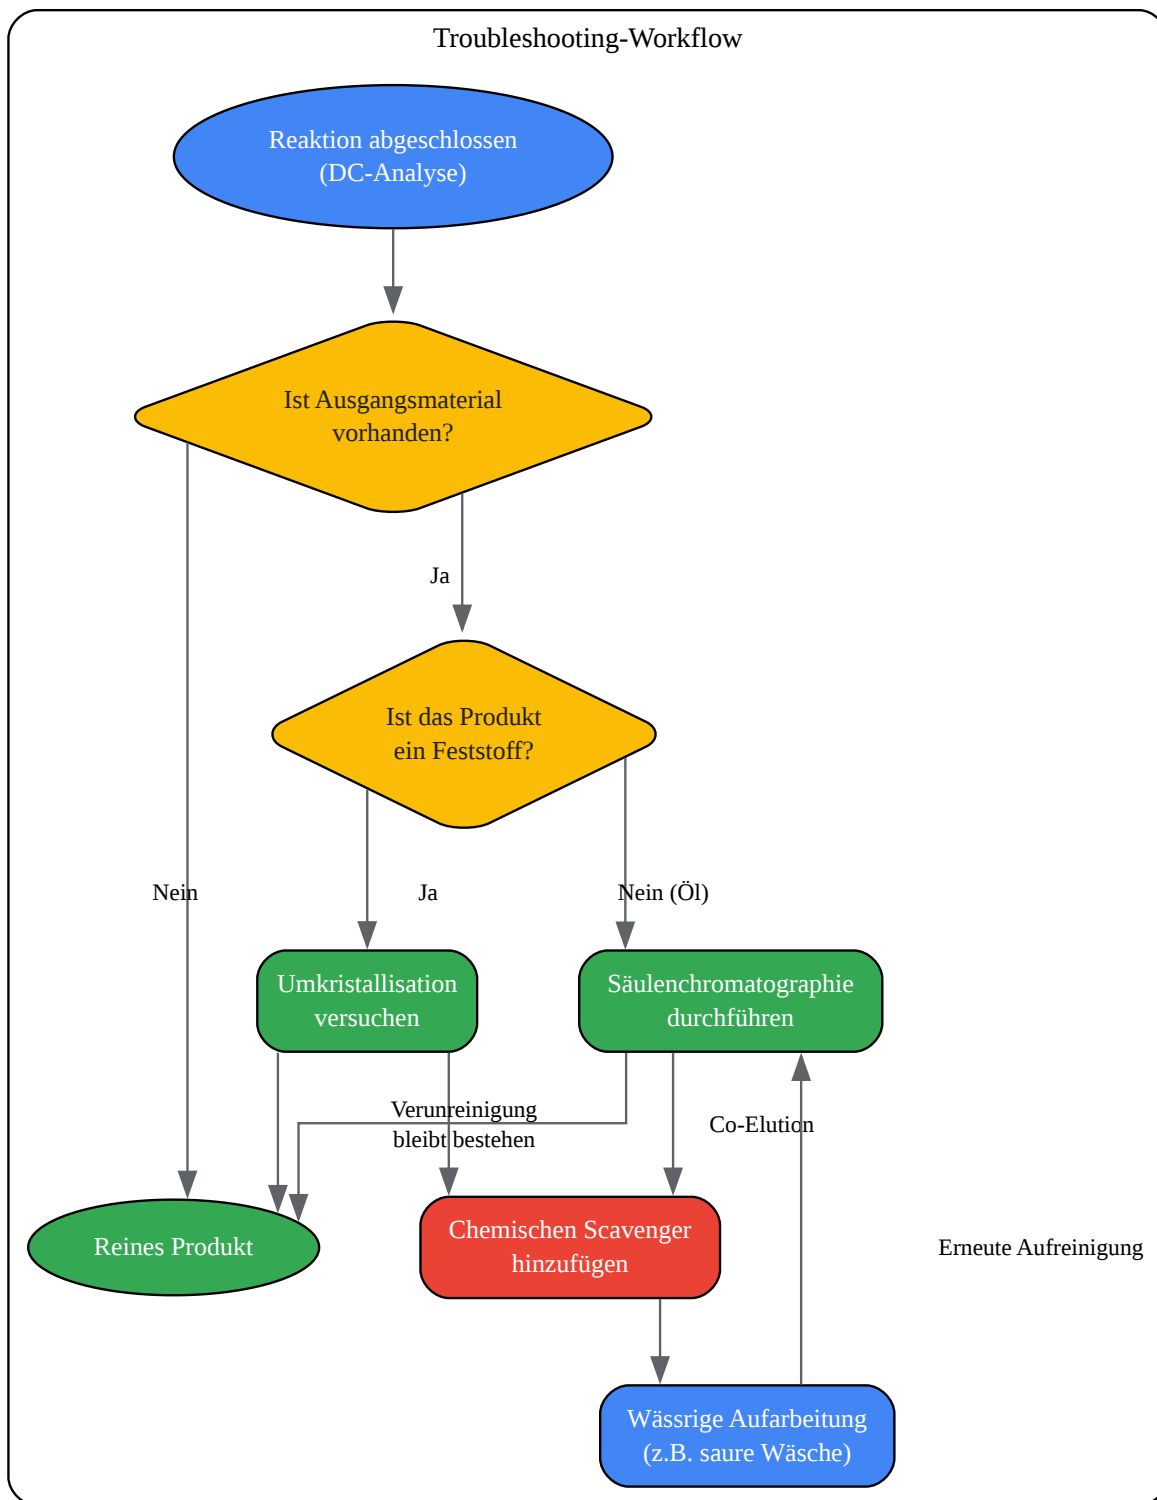 Troubleshooting-Workflow
Reaktion abgeschlossen
(DC-Analyse)
Ist Ausgangsmaterial
vorhanden?
Ja
Ist das Produkt
ein Feststoff?
Nein
Ja
Nein (Öl)
Umkristallisation
versuchen
Säulenchromatographie
durchführen
Verunreinigung
bleibt bestehen
Co-Elution
Reines Produkt
Chemischen Scavenger
hinzufügen
Erneute Aufreinigung
Wässrige Aufarbeitung
(z.B. saure Wäsche)